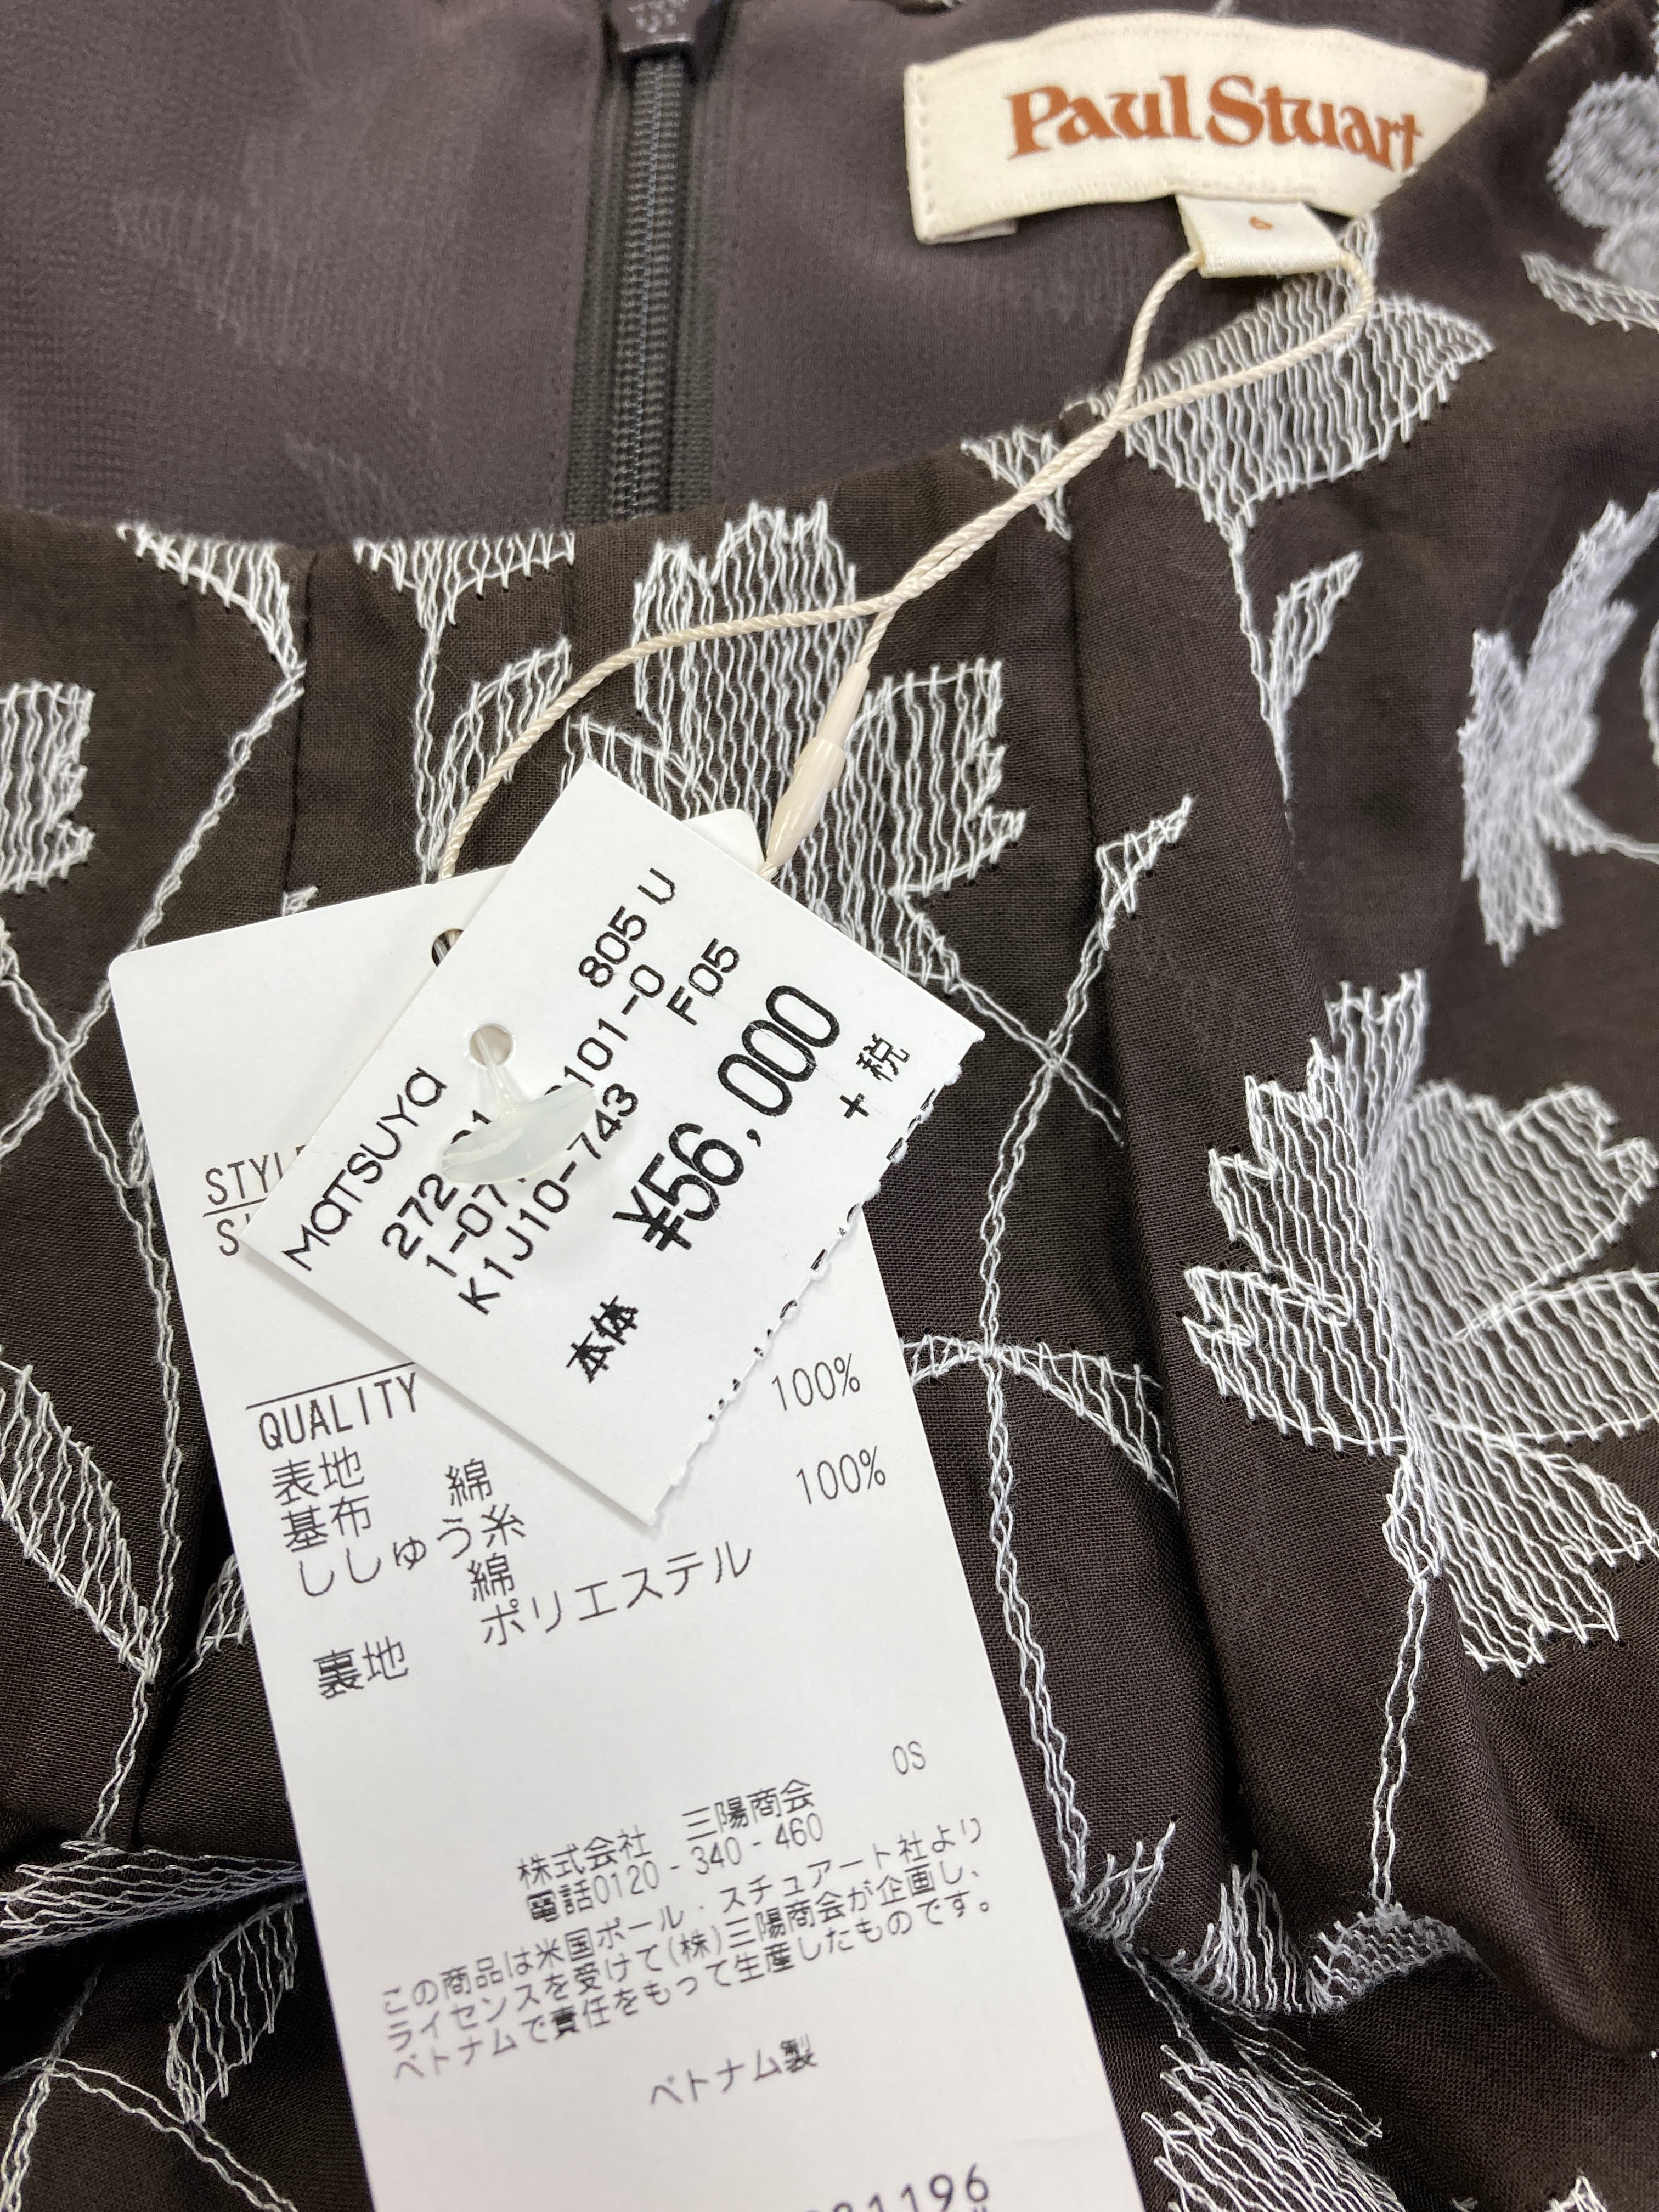 Paul Stuart
6
Matsuya
805 U
101-0
F05
K1J10-743
本体 ¥56,000
+税
QUALITY
表地
基布 綿 100%
ししゅう糸
綿 100%
裏地 ポリエステル
OS
株式会社 三陽商会
電話0120-340-460
この商品は米国ポール・スチュアート社より
ライセンスを受けて(株)三陽商会が企画し、
ベトナムで責任をもって生産したものです。
ベトナム製